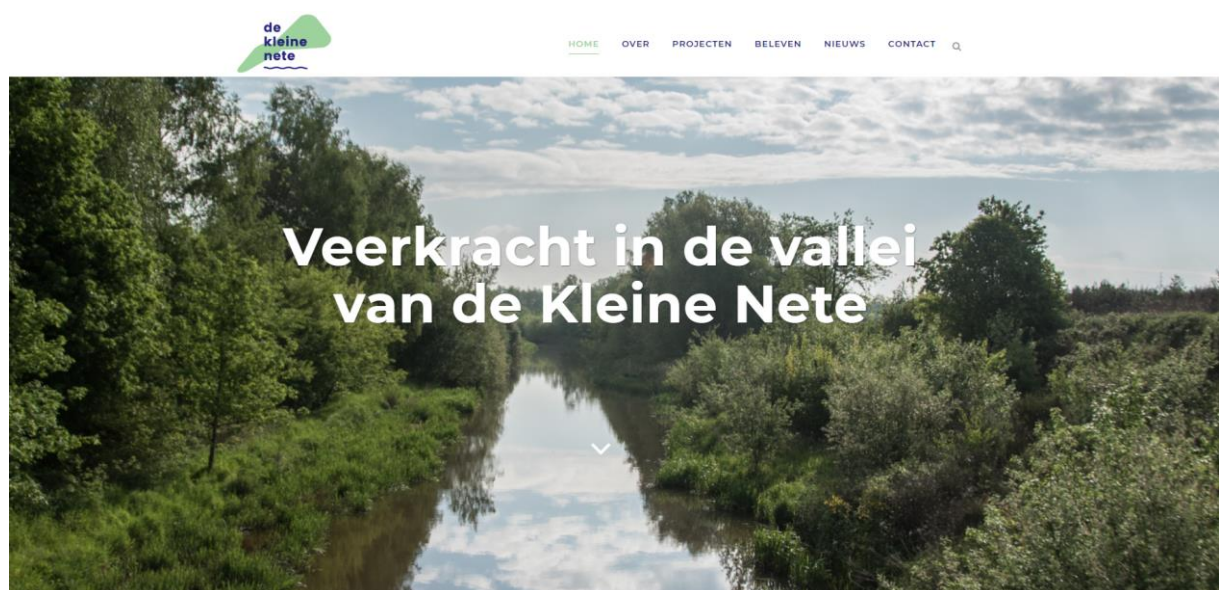 de
kleine
nete
HOME OVER PROJECTEN BELEVEN NIEUWS CONTACT
Veerkracht in de vallei
van de Kleine Nete